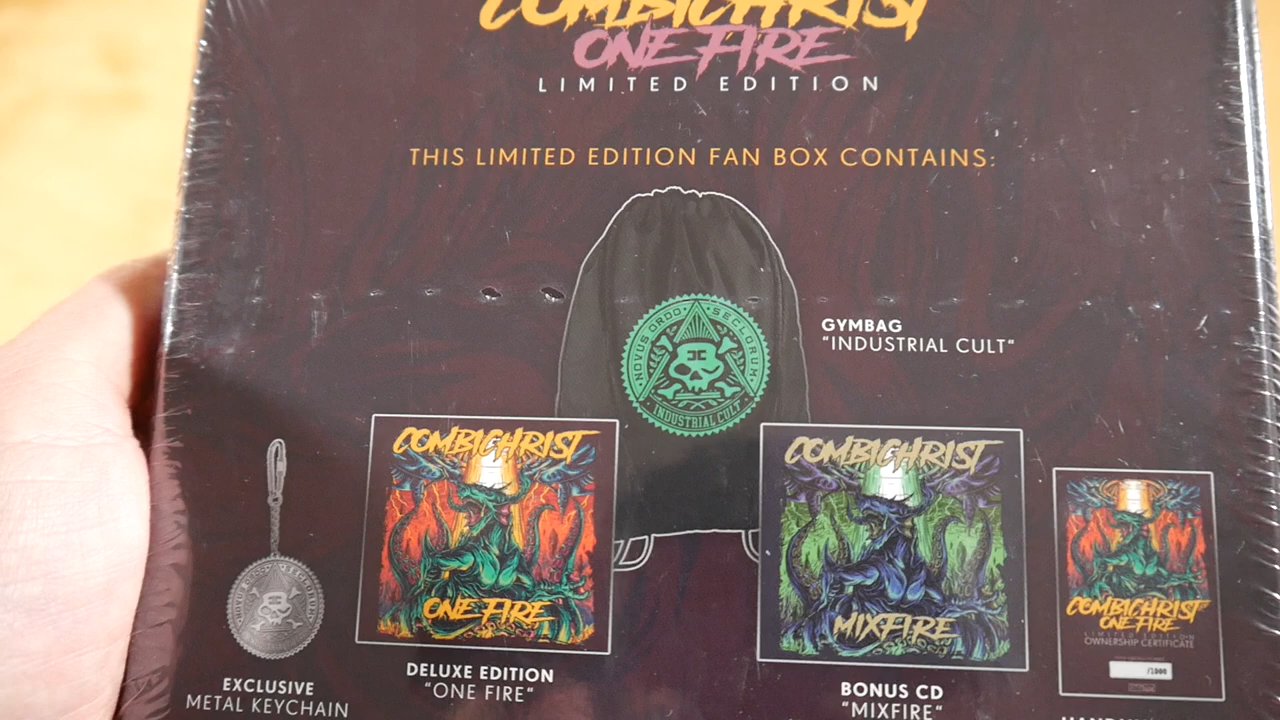 COMBICHRIST
ONE FIRE
LIMITED EDITION
THIS LIMITED EDITION FAN BOX CONTAINS:
NOVUS ORDO SECLORUM
INDUSTRIAL CULT
GYMBAG
"INDUSTRIAL CULT"
COMBICHRIST
ONE FIRE
DELUXE EDITION
"ONE FIRE"
COMBICHRIST
MIXFIRE
BONUS CD
"MIXFIRE"
COMBICHRIST
ONE FIRE
LIMITED EDITION
OWNERSHIP CERTIFICATE
/1000
EXCLUSIVE
METAL KEYCHAIN